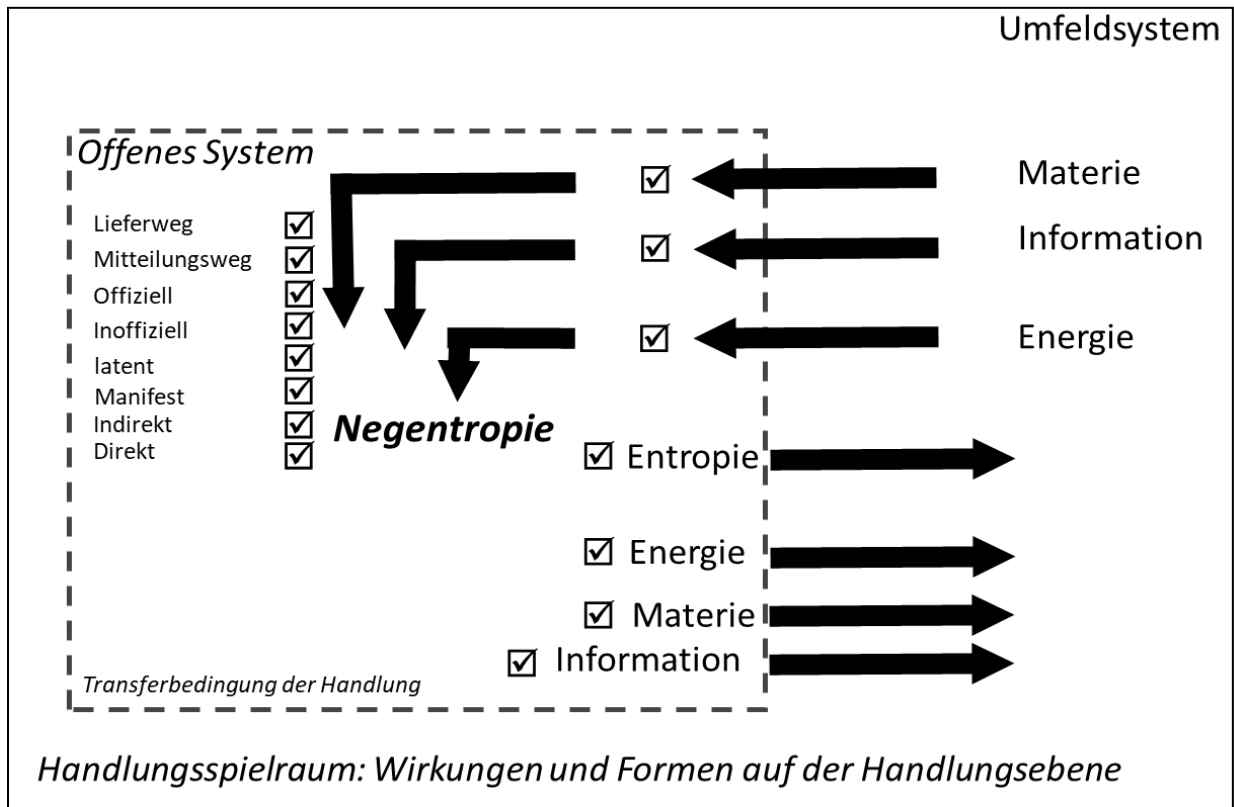 Umfeldsystem
Offenes System
Materie
Information
Energie
Lieferweg
Mitteilungsweg
Offiziell
Inoffiziell
latent
Manifest
Indirekt
Direkt
Negentropie
Entropie
Energie
Materie
Information
Transferbedingung der Handlung
Handlungsspielraum: Wirkungen und Formen auf der Handlungsebene